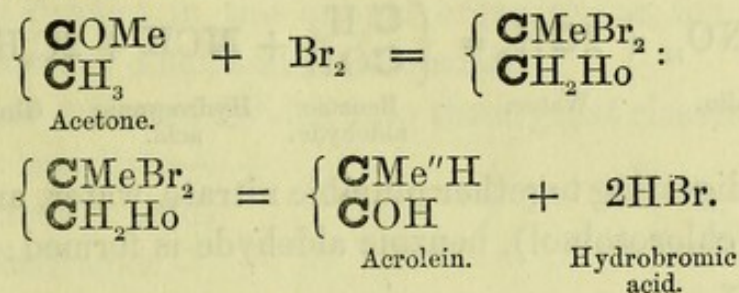 COMe
CH₃ + Br₂ = CMeBr₂
CH₂Ho :
Acetone.
CMeBr₂
CH₂Ho = CMe″H
COH + 2HBr.
Acrolein. Hydrobromic
acid.